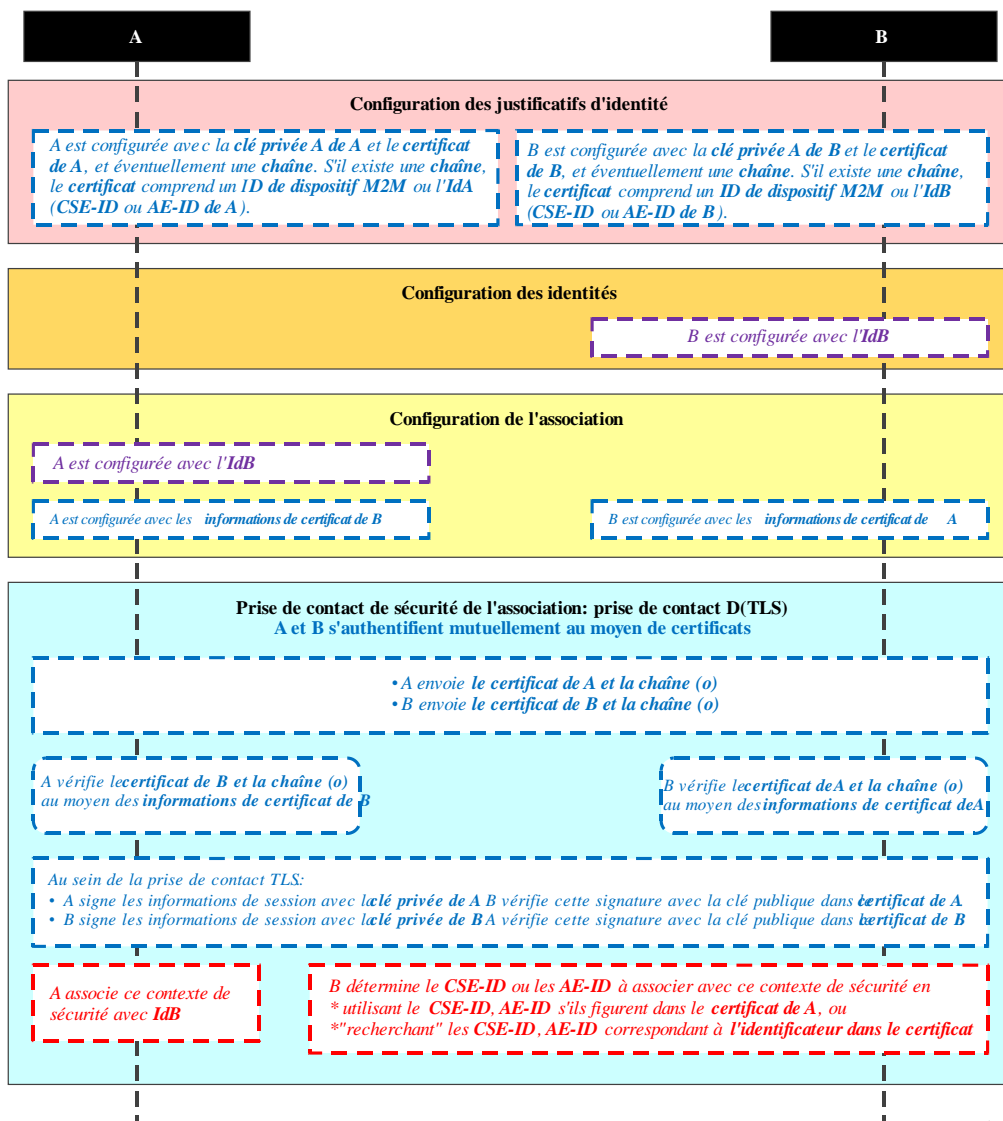 A
B
Configuration des justificatifs d'identité
A est configurée avec la clé privée A de A et le certificat
de A, et éventuellement une chaîne. S'il existe une chaîne,
le certificat comprend un ID de dispositif M2M ou l'IdA
(CSE-ID ou AE-ID de A).
B est configurée avec la clé privée A de B et le certificat
de B, et éventuellement une chaîne. S'il existe une chaîne,
le certificat comprend un ID de dispositif M2M ou l'IdB
(CSE-ID ou AE-ID de B).
Configuration des identités
B est configurée avec l'IdB
Configuration de l'association
A est configurée avec l'IdB
A est configurée avec les informations de certificat de B
B est configurée avec les informations de certificat de A
Prise de contact de sécurité de l'association: prise de contact D(TLS)
A et B s'authentifient mutuellement au moyen de certificats
• A envoie le certificat de A et la chaîne (o)
• B envoie le certificat de B et la chaîne (o)
A vérifie le certificat de B et la chaîne (o)
au moyen des informations de certificat de B
B vérifie le certificat de A et la chaîne (o)
au moyen des informations de certificat de A
Au sein de la prise de contact TLS:
• A signe les informations de session avec la clé privée de A B vérifie cette signature avec la clé publique dans le certificat de A
• B signe les informations de session avec la clé privée de B A vérifie cette signature avec la clé publique dans le certificat de B
A associe ce contexte de
sécurité avec IdB
B détermine le CSE-ID ou les AE-ID à associer avec ce contexte de sécurité en
* utilisant le CSE-ID, AE-ID s'ils figurent dans le certificat de A, ou
*"recherchant" les CSE-ID, AE-ID correspondant à l'identificateur dans le certificat